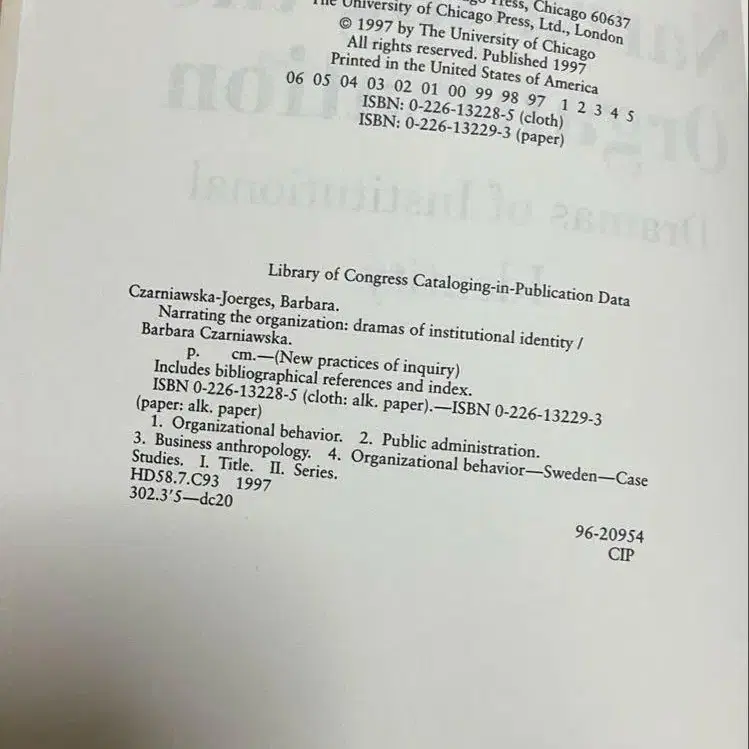 Press, Chicago 60637
The University of Chicago Press, Ltd., London
© 1997 by The University of Chicago
All rights reserved. Published 1997
Printed in the United States of America
06 05 04 03 02 01 00 99 98 97 1 2 3 4 5
ISBN: 0-226-13228-5 (cloth)
ISBN: 0-226-13229-3 (paper)
Library of Congress Cataloging-in-Publication Data
Czarniawska-Joerges, Barbara.
Narrating the organization: dramas of institutional identity /
Barbara Czarniawska.
p. cm.—(New practices of inquiry)
Includes bibliographical references and index.
ISBN 0-226-13228-5 (cloth: alk. paper).—ISBN 0-226-13229-3
(paper: alk. paper)
1. Organizational behavior. 2. Public administration.
3. Business anthropology. 4. Organizational behavior—Sweden—Case
Studies. I. Title. II. Series.
HD58.7.C93 1997
302.3'5—dc20
96-20954
CIP